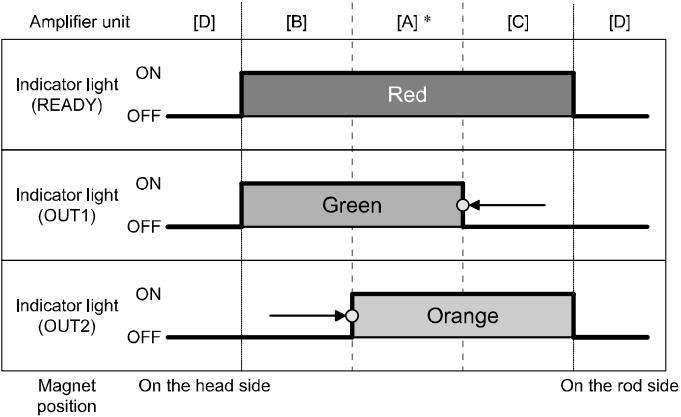 Amplifier unit [D] [B] [A] * [C] [D]
Indicator light
(READY)
ON
OFF
Red
Indicator light
(OUT1)
ON
OFF
Green
Indicator light
(OUT2)
ON
OFF
Orange
Magnet
position
On the head side
On the rod side